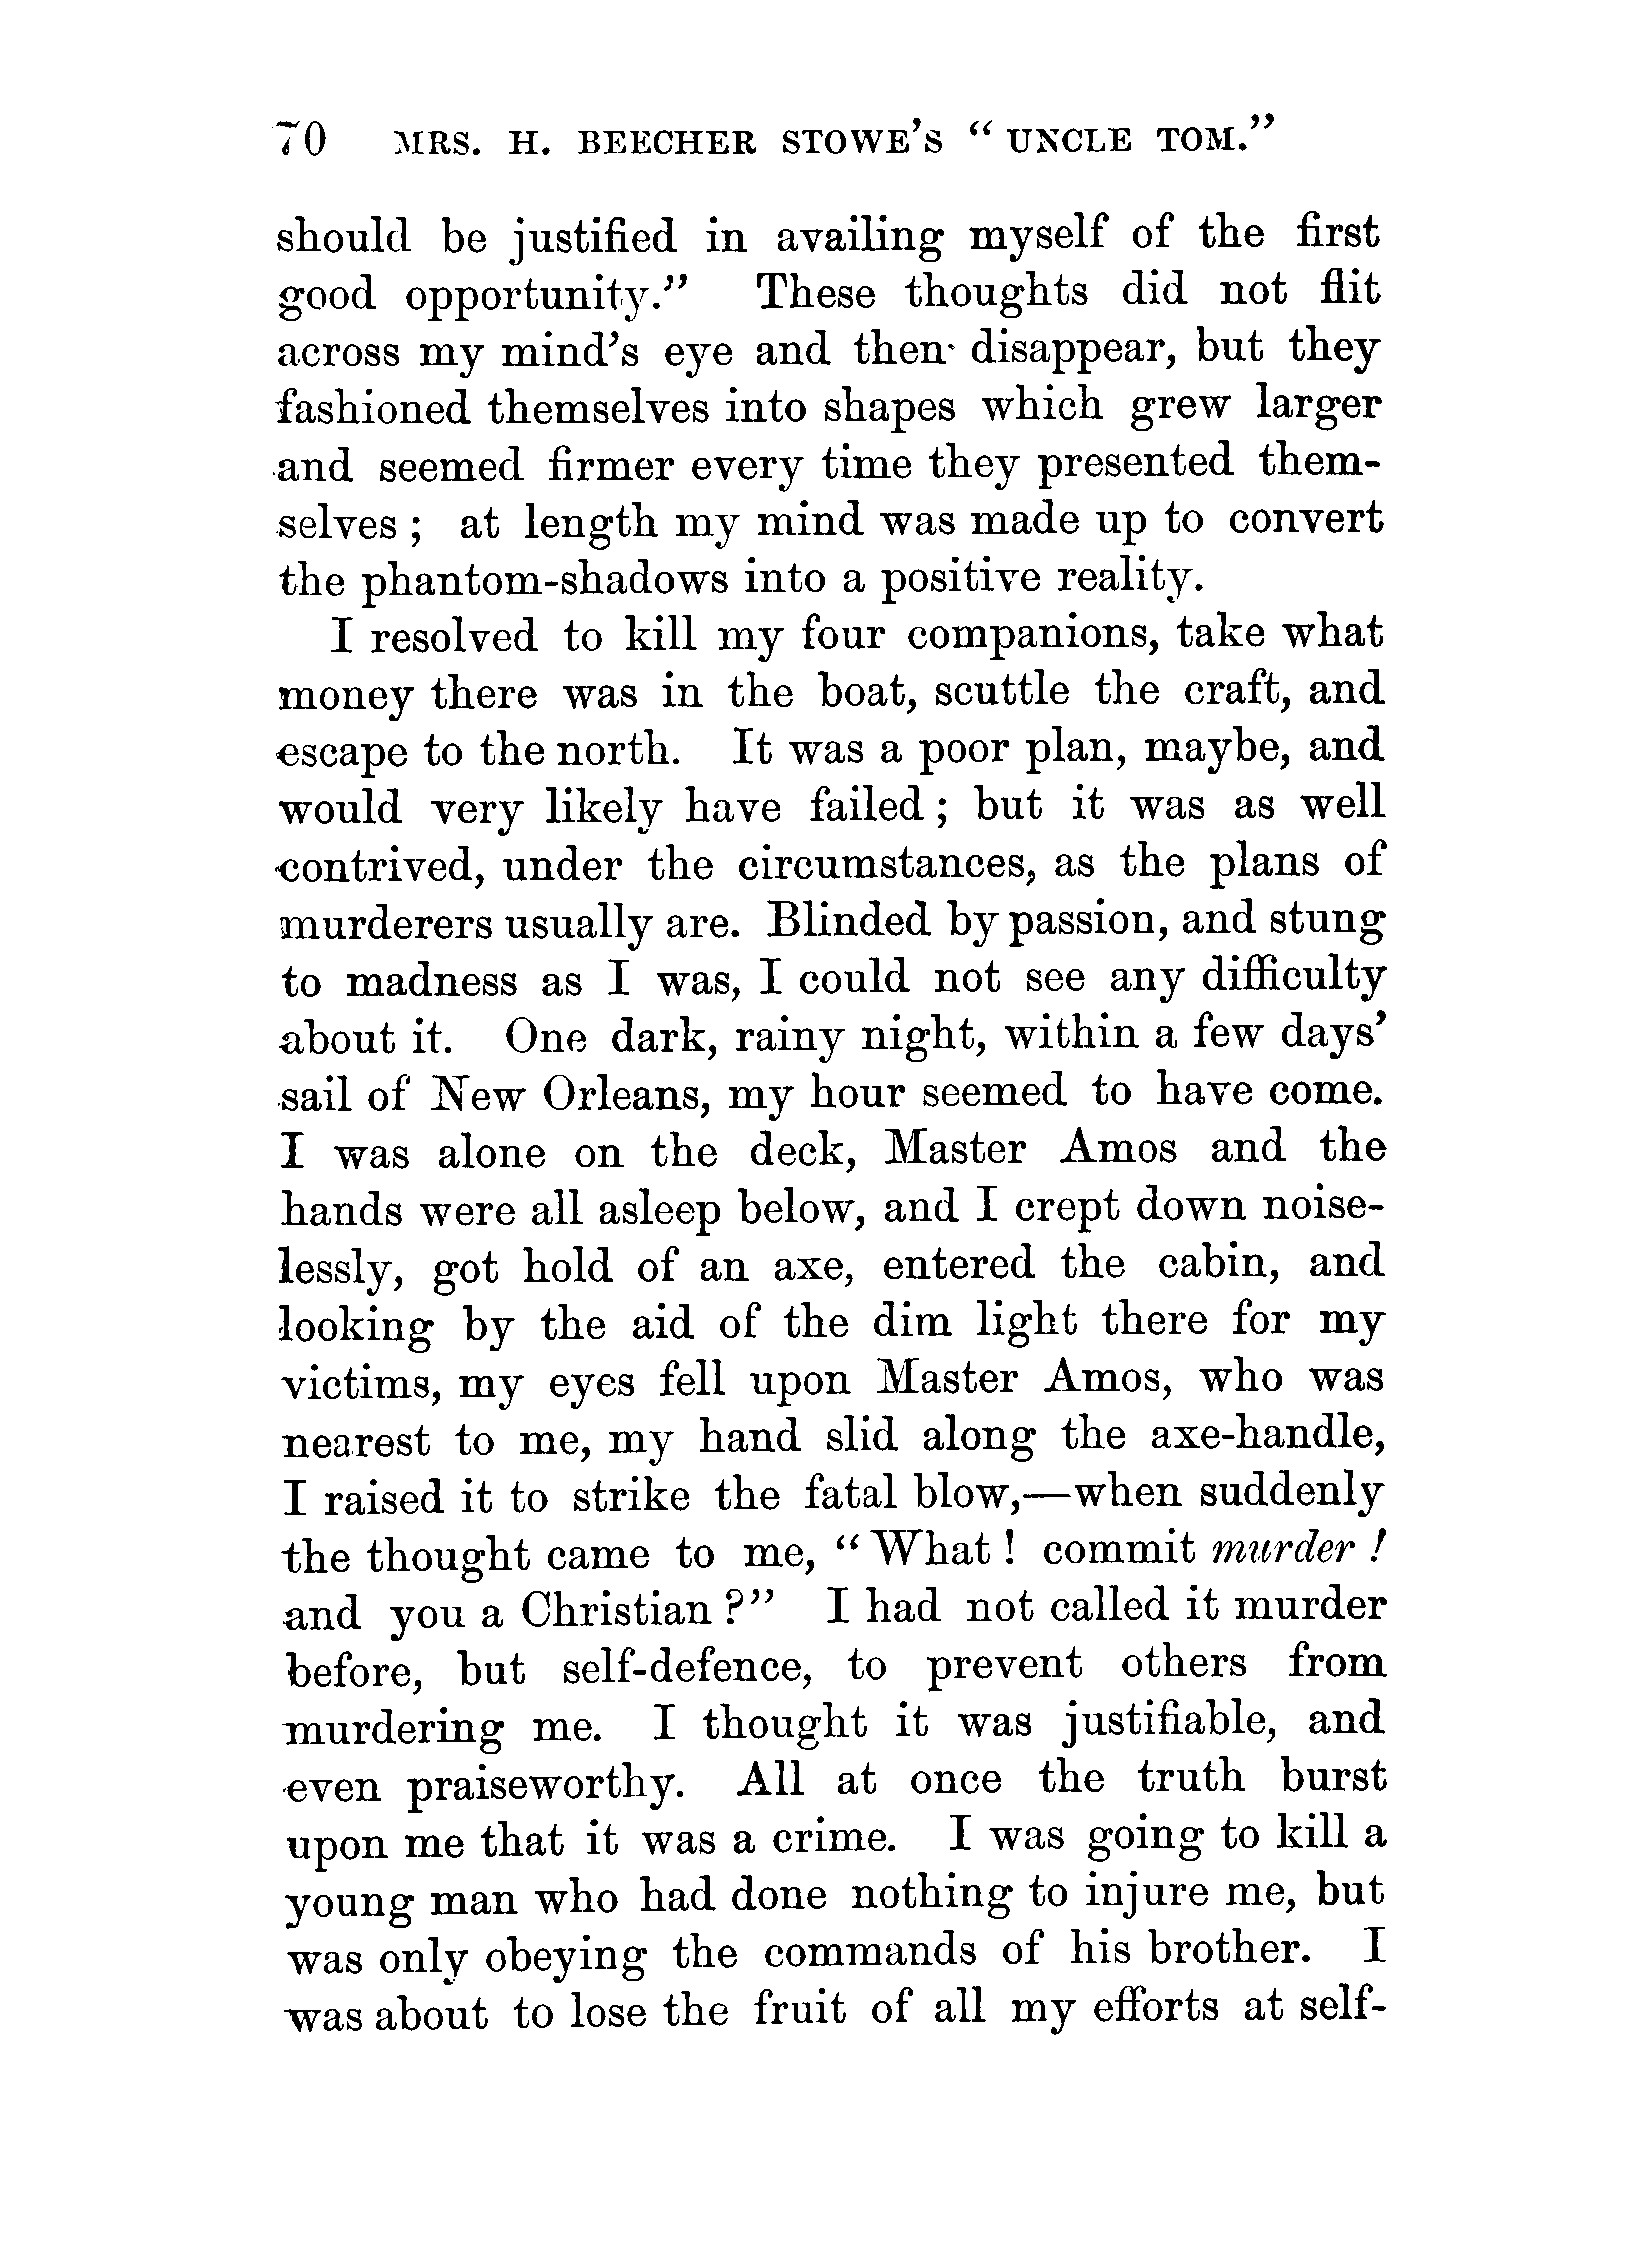 70 MRS. H. BEECHER STOWE'S "UNCLE TOM."
should be justified in availing myself of the first
good opportunity." These thoughts did not flit
across my mind's eye and then disappear, but they
fashioned themselves into shapes which grew larger
and seemed firmer every time they presented them-
selves; at length my mind was made up to convert
the phantom-shadows into a positive reality.
I resolved to kill my four companions, take what
money there was in the boat, scuttle the craft, and
escape to the north. It was a poor plan, maybe, and
would very likely have failed; but it was as well
contrived, under the circumstances, as the plans of
murderers usually are. Blinded by passion, and stung
to madness as I was, I could not see any difficulty
about it. One dark, rainy night, within a few days'
sail of New Orleans, my hour seemed to have come.
I was alone on the deck, Master Amos and the
hands were all asleep below, and I crept down noise-
lessly, got hold of an axe, entered the cabin, and
looking by the aid of the dim light there for my
victims, my eyes fell upon Master Amos, who was
nearest to me, my hand slid along the axe-handle,
I raised it to strike the fatal blow,—when suddenly
the thought came to me, "What! commit murder!
and you a Christian?" I had not called it murder
before, but self-defence, to prevent others from
murdering me. I thought it was justifiable, and
even praiseworthy. All at once the truth burst
upon me that it was a crime. I was going to kill a
young man who had done nothing to injure me, but
was only obeying the commands of his brother. I
was about to lose the fruit of all my efforts at self-